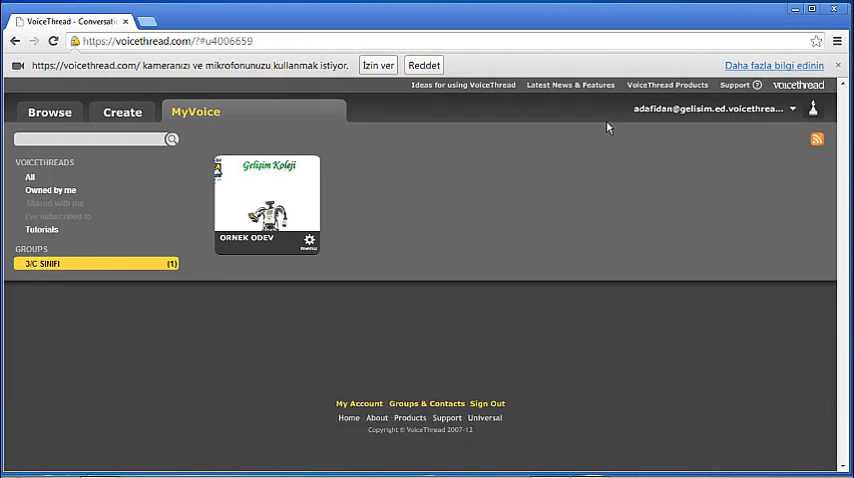 VoiceThread - Conversati
https://voicethread.com/?#u4006659
https://voicethread.com/ kameranızı ve mikrofonunuzu kullanmak istiyor. İzin ver Reddet Daha fazla bilgi edinin
Ideas for using VoiceThread Latest News & Features VoiceThread Products Support ? voicethread
Browse Create MyVoice adafidan@gelisim.ed.voicethrea...
VOICETHREADS
All
Owned by me
Shared with me
I've subscribed to
Tutorials
GROUPS
3/C SINIFI (1)
Gelişim Koleji
ORNEK ODEV
menu
My Account Groups & Contacts Sign Out
Home About Products Support Universal
Copyright © VoiceThread 2007-12